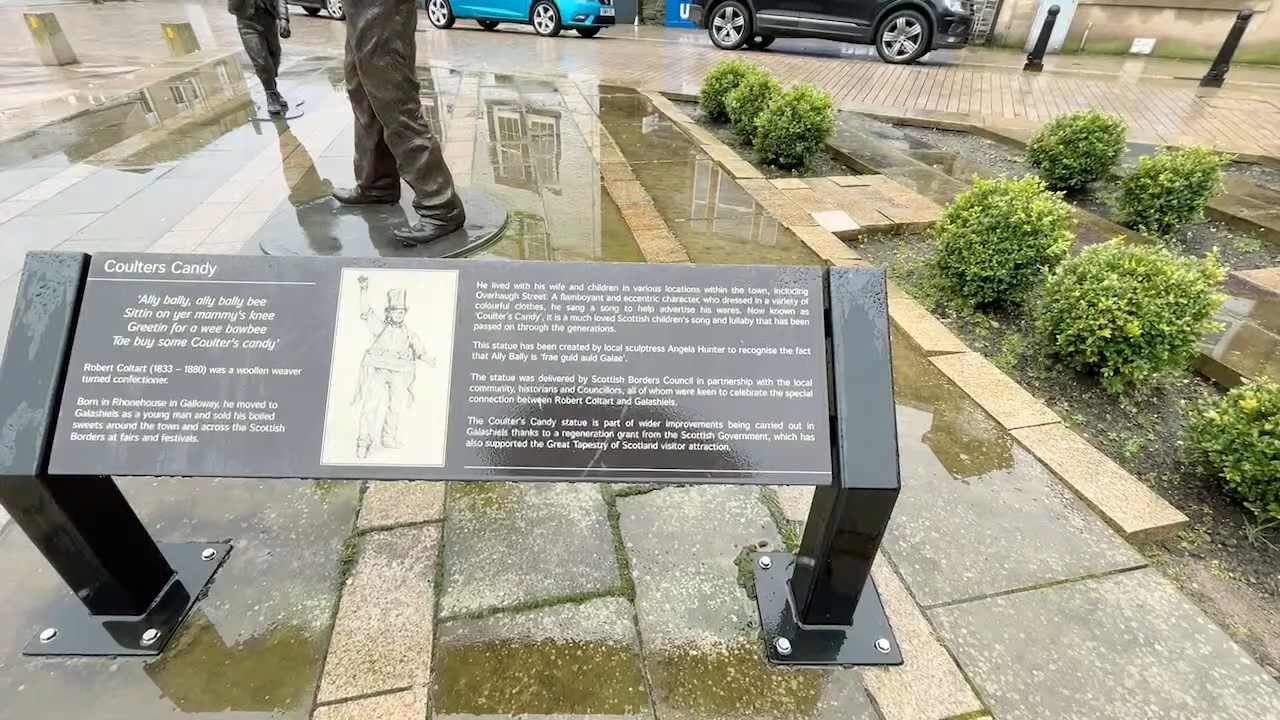 Coulters Candy
'Ally bally, ally bally bee
Sittin on yer mammy's knee
Greetin for a wee bawbee
Tae buy some Coulter's candy'
Robert Coltart (1833 – 1880) was a woollen weaver
turned confectioner.
Born in Rhonehouse in Galloway, he moved to
Galashiels as a young man and sold his boiled
sweets around the town and across the Scottish
Borders at fairs and festivals.
He lived with his wife and children in various locations within the town, including
Overhaugh Street. A flamboyant and eccentric character, who dressed in a variety of
colourful clothes, he sang a song to help advertise his wares. Now known as
'Coulter's Candy', it is a much loved Scottish children's song and lullaby that has been
passed on through the generations.
This statue has been created by local sculptress Angela Hunter to recognise the fact
that Ally Bally is 'frae guid auld Galae'.
The statue was delivered by Scottish Borders Council in partnership with the local
community, historians and Councillors, all of whom were keen to celebrate the special
connection between Robert Coltart and Galashiels.
The Coulter's Candy statue is part of wider improvements being carried out in
Galashiels thanks to a regeneration grant from the Scottish Government, which has
also supported the Great Tapestry of Scotland visitor attraction.